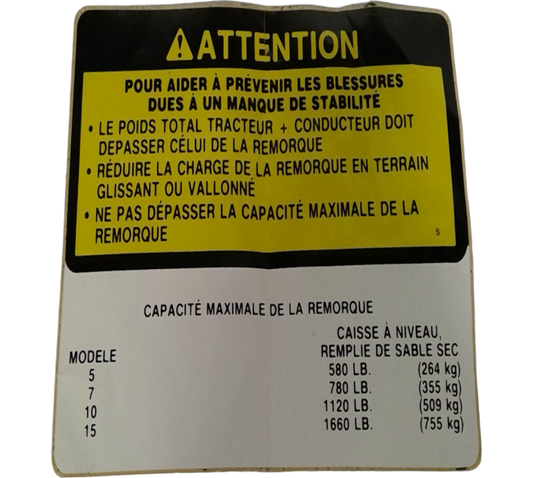 ATTENTION
POUR AIDER À PRÉVENIR LES BLESSURES
DUES À UN MANQUE DE STABILITÉ
• LE POIDS TOTAL TRACTEUR + CONDUCTEUR DOIT
DEPASSER CÉLUI DE LA REMORQUE
• RÉDUIRE LA CHARGE DE LA REMORQUE EN TERRAIN
GLISSANT OU VALLONNÉ
• NE PAS DÉPASSER LA CAPACITÉ MAXIMALE DE LA
REMORQUE
S
CAPACITÉ MAXIMALE DE LA REMORQUE
CAISSE À NIVEAU,
MODELE REMPLIE DE SABLE SEC
5 580 LB. (264 kg)
7 780 LB. (355 kg)
10 1120 LB. (509 kg)
15 1660 LB. (755 kg)